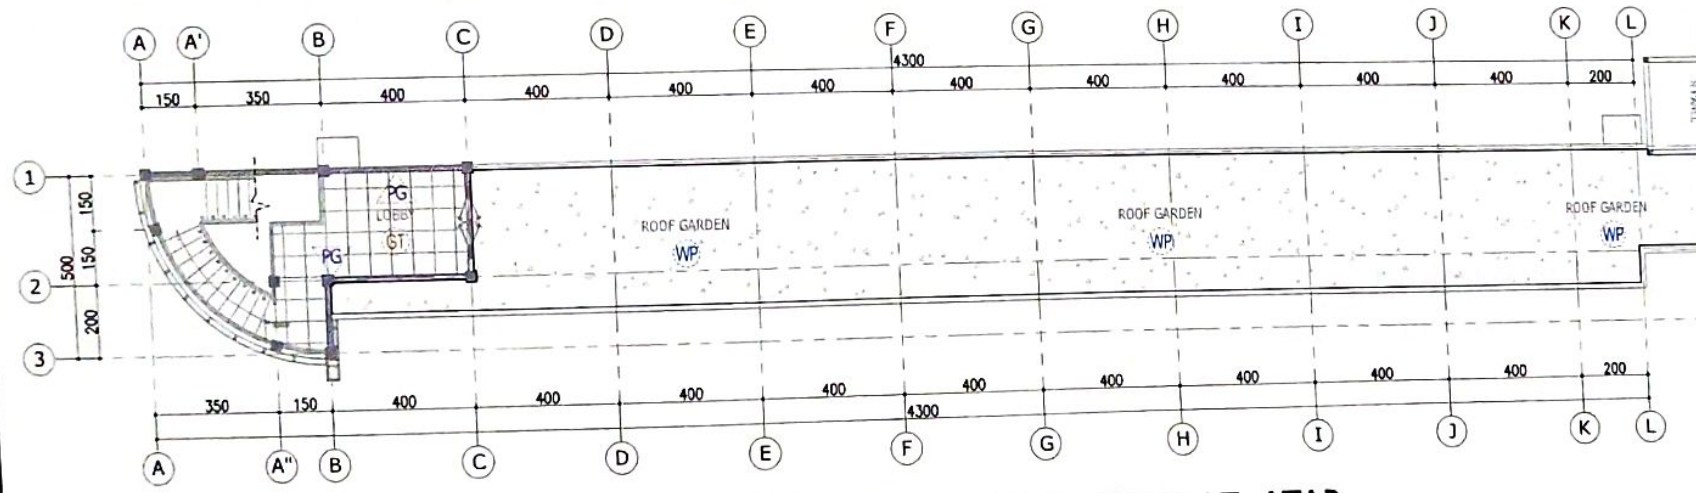 A A' B C D E F G H I J K L
4300
150 350 400 400 400 400 400 400 400 400 400 200
1
150
PG
LOBBY
GT
PG
ROOF GARDEN
WP
ROOF GARDEN
WP
ROOF GARDEN
WP
500
150
2
200
3
350 150 400 400 400 400 400 400 400 400 400 200
4300
A A" B C D E F G H I J K L